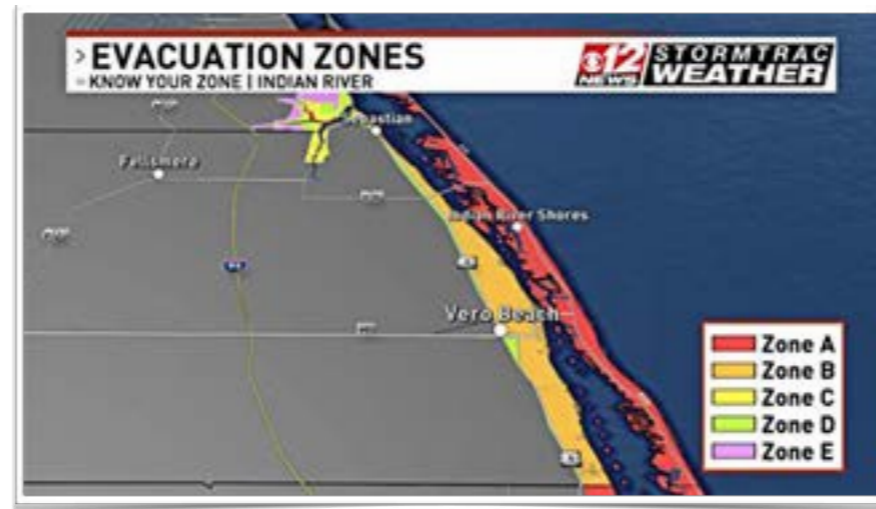 > EVACUATION ZONES
KNOW YOUR ZONE | INDIAN RIVER
12
NEWS
STORMTRAC
WEATHER
Sebastian
Fellsmere
Indian River Shores
Vero Beach
Zone A
Zone B
Zone C
Zone D
Zone E